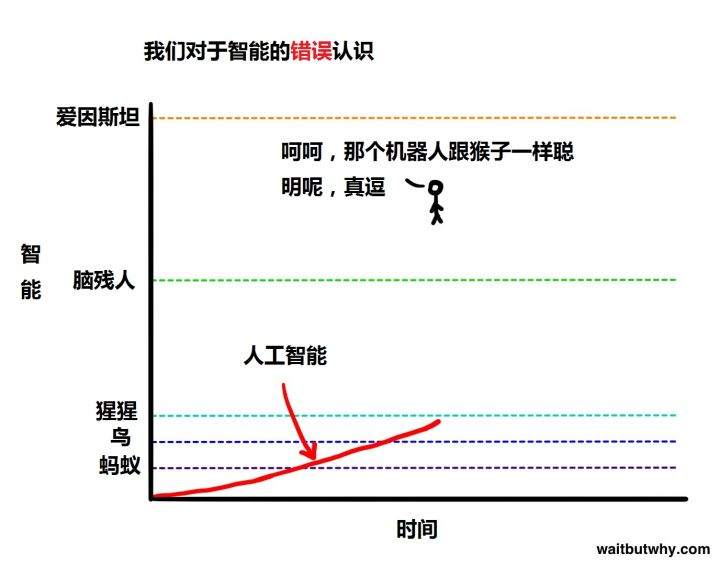 我们对于智能的错误认识
爱因斯坦
呵呵，那个机器人跟猴子一样聪
明呢，真逗
智
能
脑残人
人工智能
猩猩
鸟
蚂蚁
时间
waitbutwhy.com